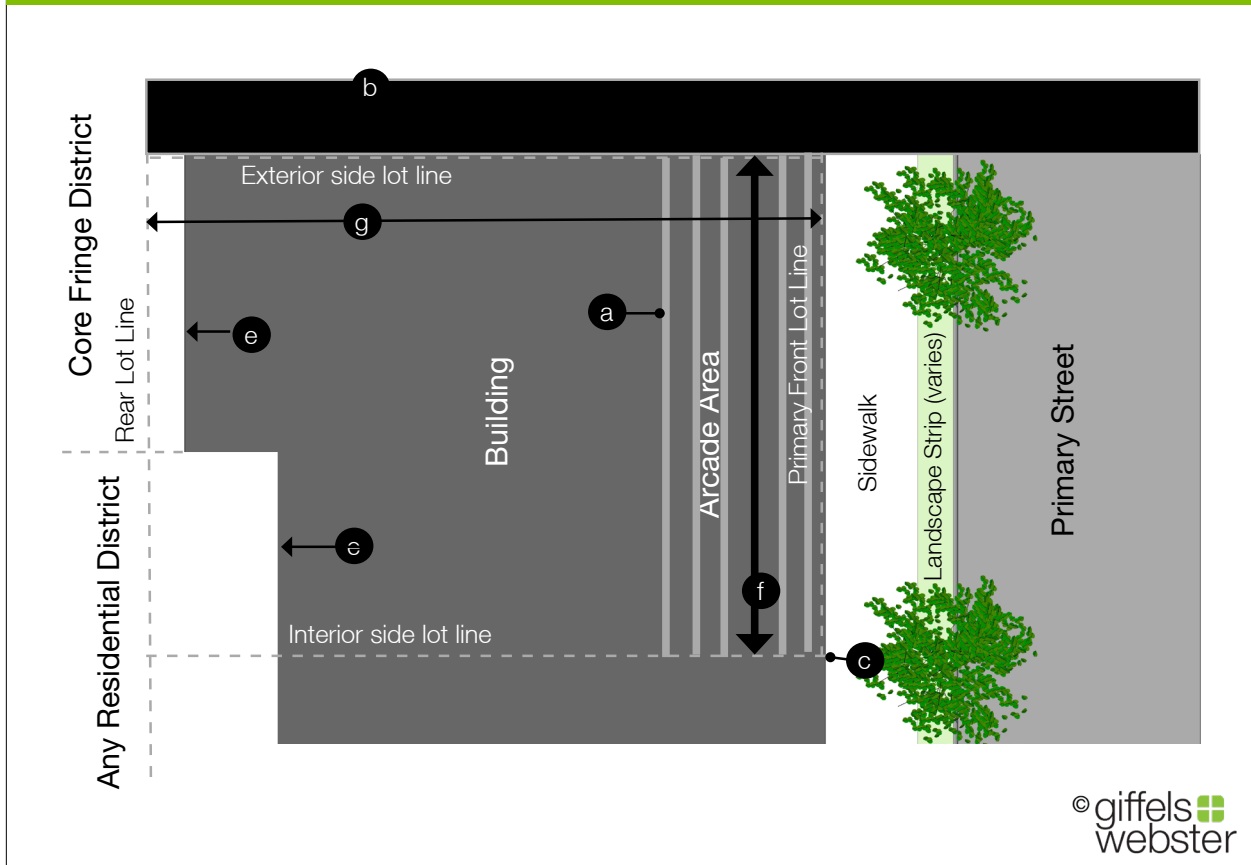 b
Core Fringe District
Exterior side lot line
g
Rear Lot Line
e
a
Building
Arcade Area
Primary Front Lot Line
Sidewalk
Landscape Strip (varies)
Primary Street
Any Residential District
e
f
Interior side lot line
c
© giffels
webster